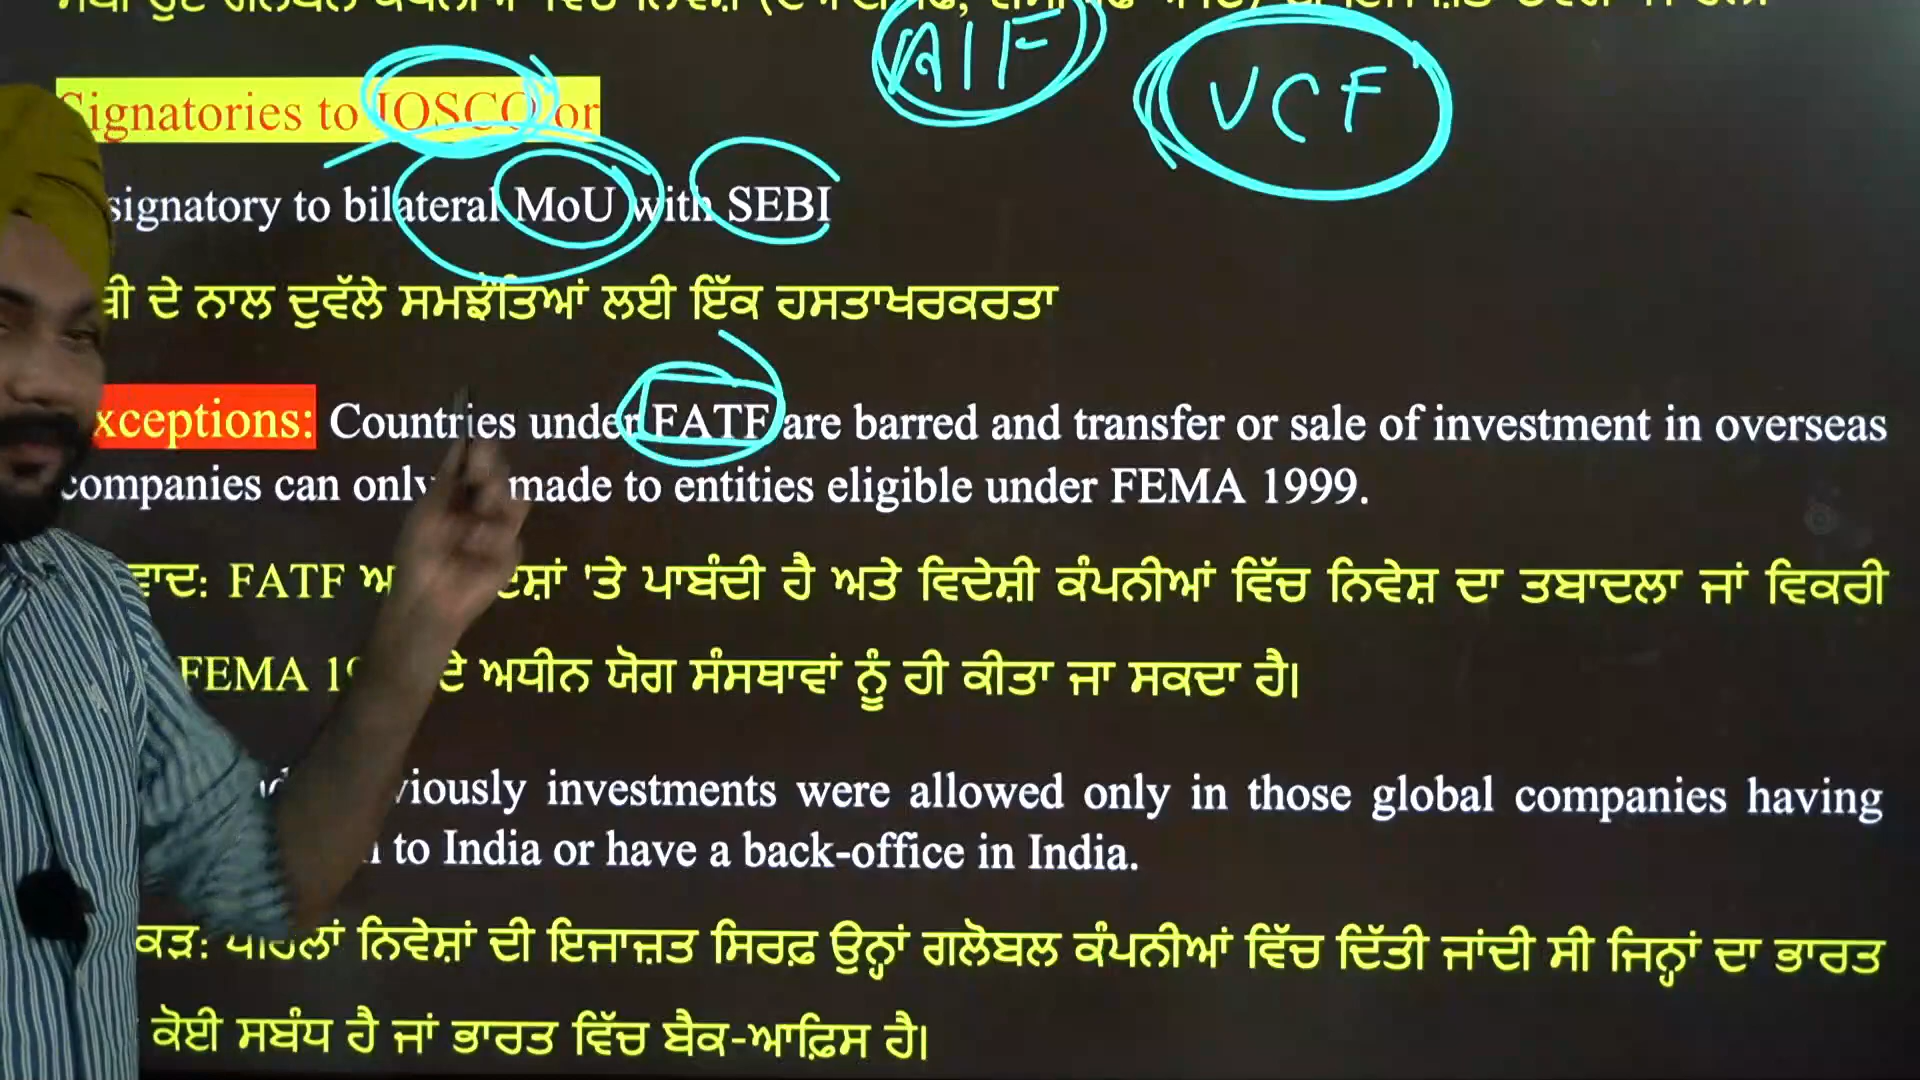 AIF
VCF
Signatories to IOSCO or
signatory to bilateral MoU with SEBI
ਦੇ ਨਾਲ ਦੁਵੱਲੇ ਸਮਝੌਤਿਆਂ ਲਈ ਇੱਕ ਹਸਤਾਖਰਕਰਤਾ
xceptions: Countries under FATF are barred and transfer or sale of investment in overseas
companies can only made to entities eligible under FEMA 1999.
ਵਾਦ: FATF ਅ ਦੇਸ਼ਾਂ 'ਤੇ ਪਾਬੰਦੀ ਹੈ ਅਤੇ ਵਿਦੇਸ਼ੀ ਕੰਪਨੀਆਂ ਵਿੱਚ ਨਿਵੇਸ਼ ਦਾ ਤਬਾਦਲਾ ਜਾਂ ਵਿਕਰੀ
FEMA 19 ਦੇ ਅਧੀਨ ਯੋਗ ਸੰਸਥਾਵਾਂ ਨੂੰ ਹੀ ਕੀਤਾ ਜਾ ਸਕਦਾ ਹੈ।
viously investments were allowed only in those global companies having
to India or have a back-office in India.
ਕੜ: ਪਹਿਲਾਂ ਨਿਵੇਸ਼ਾਂ ਦੀ ਇਜਾਜ਼ਤ ਸਿਰਫ਼ ਉਨ੍ਹਾਂ ਗਲੋਬਲ ਕੰਪਨੀਆਂ ਵਿੱਚ ਦਿੱਤੀ ਜਾਂਦੀ ਸੀ ਜਿਨ੍ਹਾਂ ਦਾ ਭਾਰਤ
ਕੋਈ ਸਬੰਧ ਹੈ ਜਾਂ ਭਾਰਤ ਵਿੱਚ ਬੈਕ-ਆਫ਼ਿਸ ਹੈ।